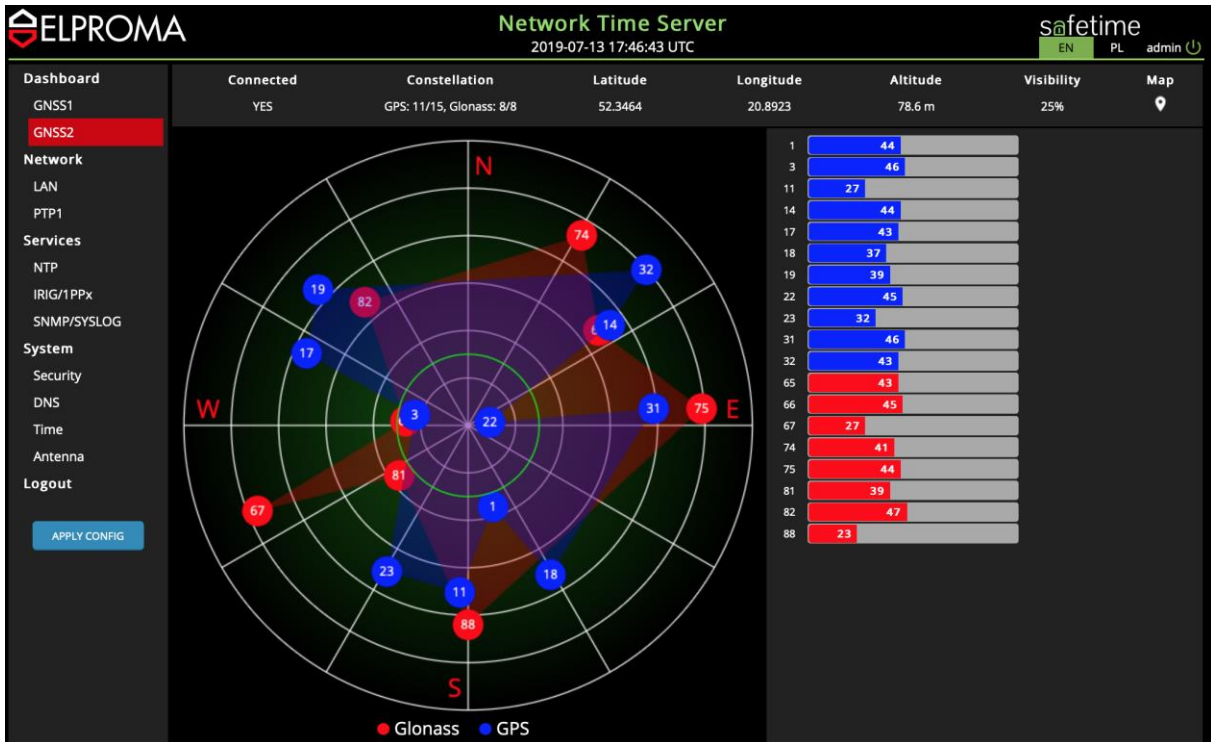 ELPROMA
Network Time Server
2019-07-13 17:46:43 UTC
safetime
EN PL admin
Dashboard
GNSS1
GNSS2
Network
LAN
PTP1
Services
NTP
IRIG/1PPx
SNMP/SYSLOG
System
Security
DNS
Time
Antenna
Logout
APPLY CONFIG
Connected Constellation Latitude Longitude Altitude Visibility Map
YES GPS: 11/15, Glonass: 8/8 52.3464 20.8923 78.6 m 25%
N
74
32
19
82
14
17
W
3
22
31
75
E
81
67
1
23
18
11
88
S
Glonass GPS
1 44
3 46
11 27
14 44
17 43
18 37
19 39
22 45
23 32
31 46
32 43
65 43
66 45
67 27
74 41
75 44
81 39
82 47
88 23